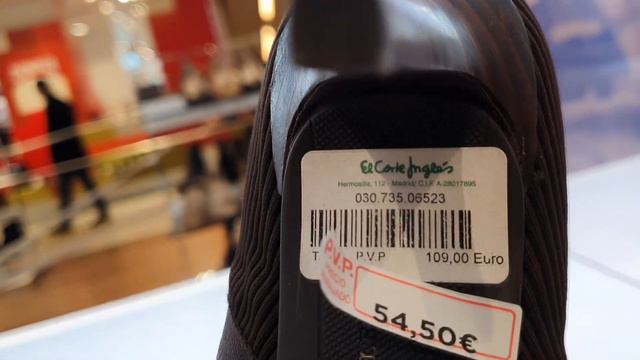 El Corte Inglés
Hermosilla, 112 - Madrid/ C.I.F. A-28017895
030.735.06523
P.V.P 109,00 Euro
P.V.P.
54,50€